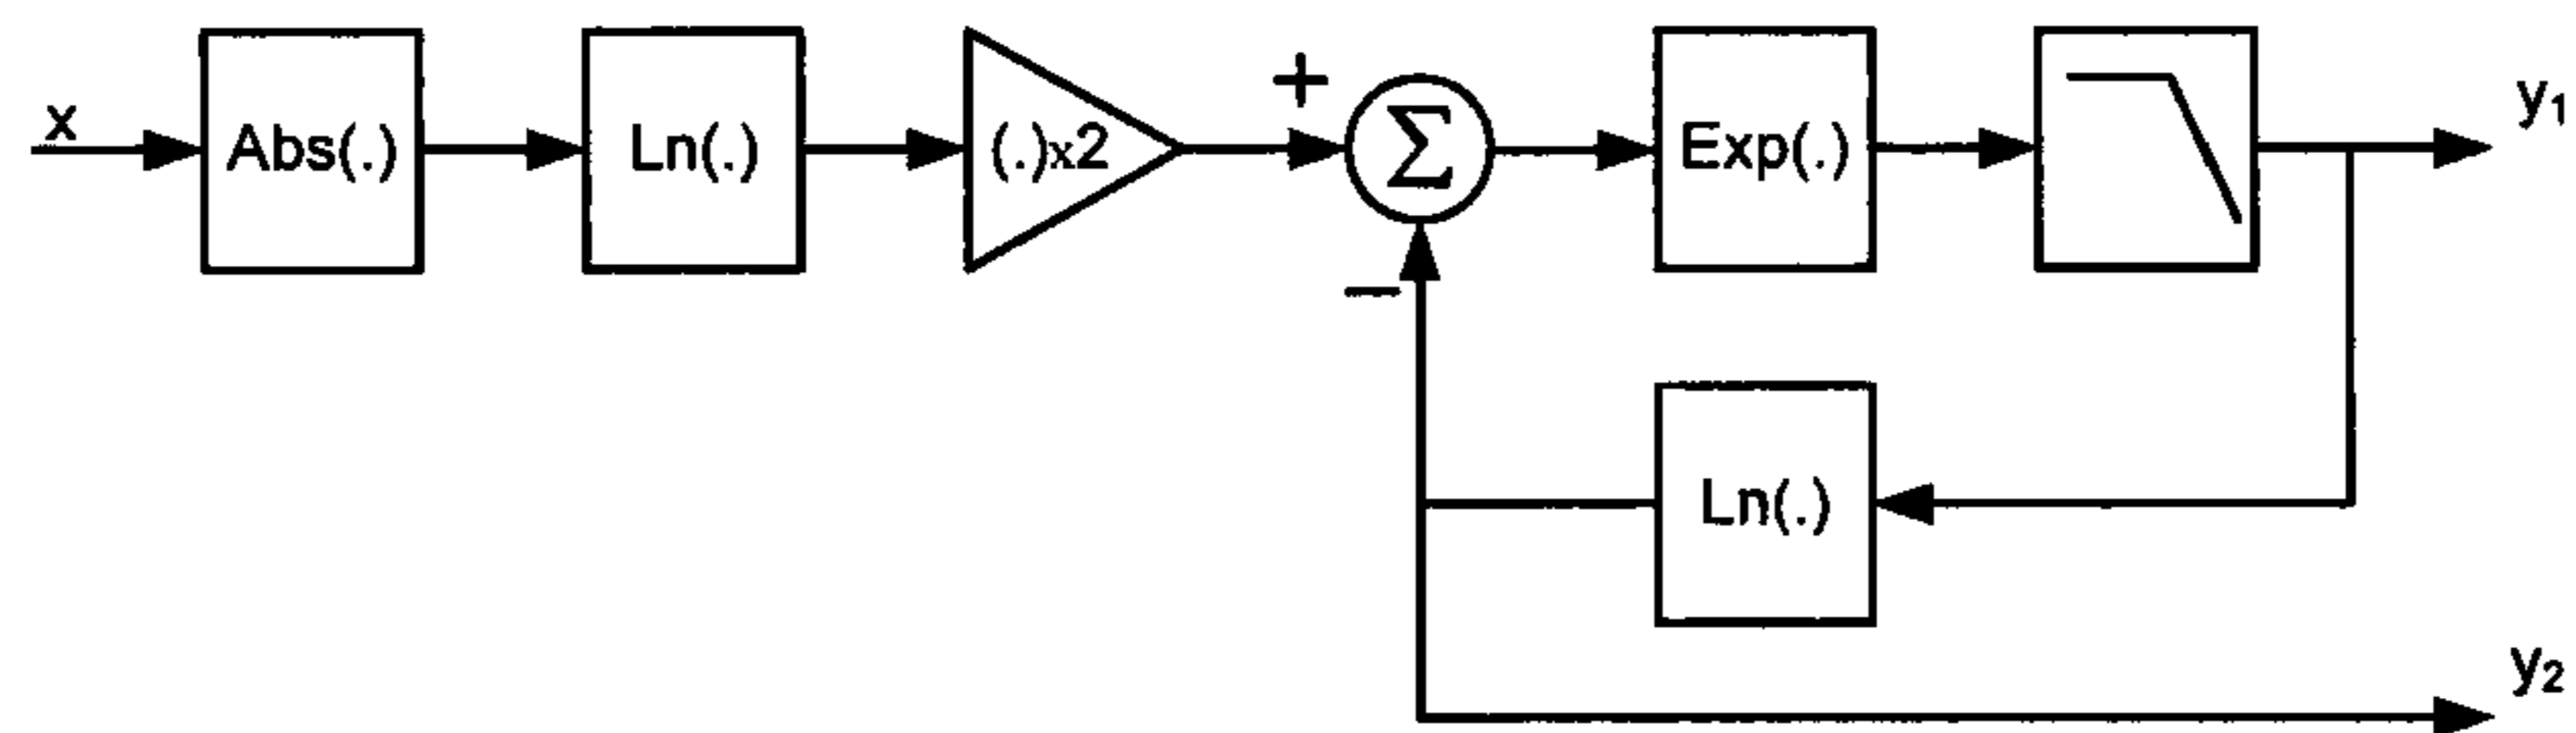 x
Abs(.)
Ln(.)
(.)x2
+
Σ
−
Exp(.)
y₁
Ln(.)
y₂